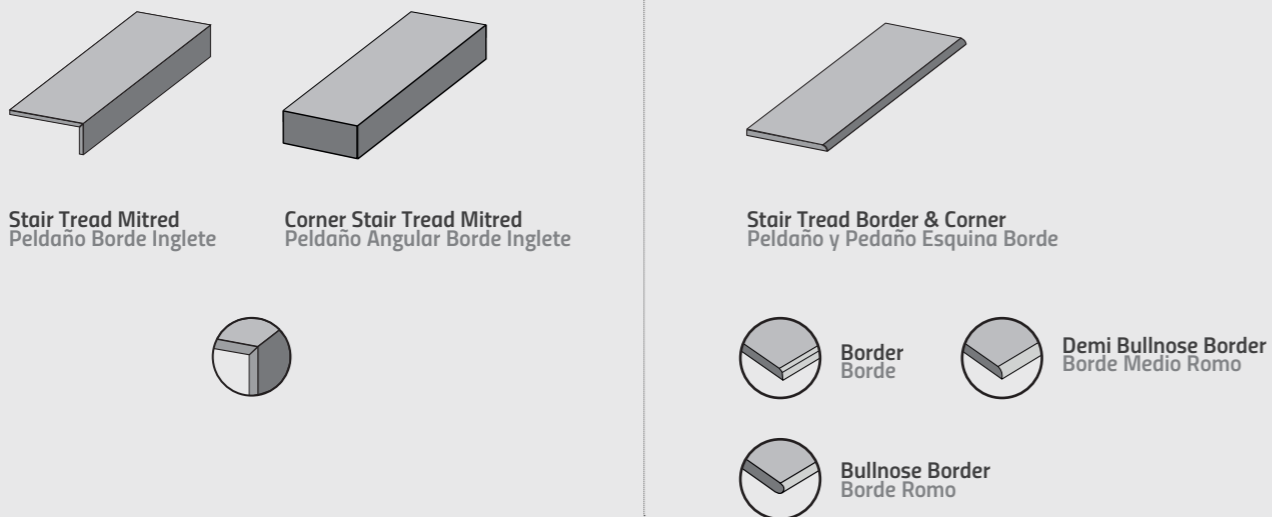 Stair Tread Mitred
Peldaño Borde Inglete
Corner Stair Tread Mitred
Peldaño Angular Borde Inglete
Stair Tread Border & Corner
Peldaño y Pedaño Esquina Borde
Border
Borde
Demi Bullnose Border
Borde Medio Romo
Bullnose Border
Borde Romo